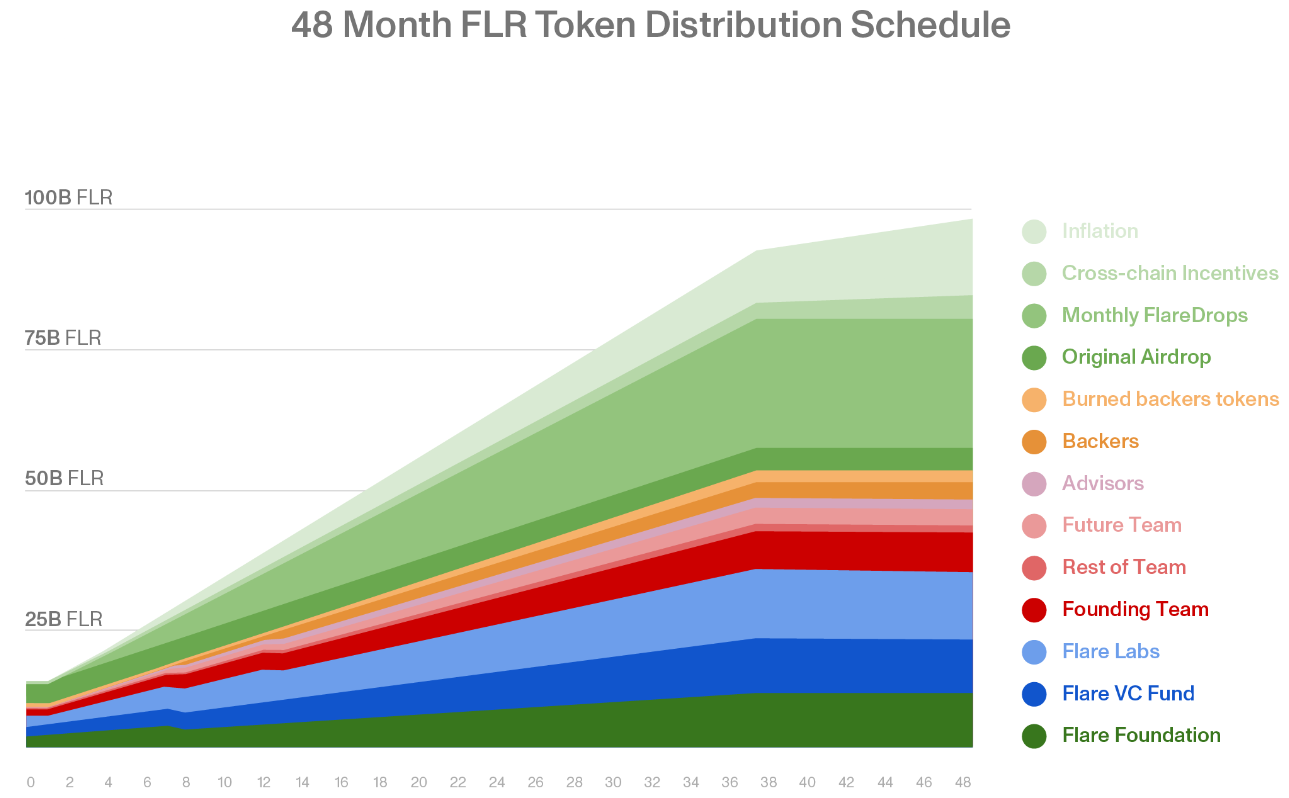 48 Month FLR Token Distribution Schedule
100B FLR
75B FLR
50B FLR
25B FLR
0 2 4 6 8 10 12 14 16 18 20 22 24 26 28 30 32 34 36 38 40 42 44 46 48
Inflation
Cross-chain Incentives
Monthly FlareDrops
Original Airdrop
Burned backers tokens
Backers
Advisors
Future Team
Rest of Team
Founding Team
Flare Labs
Flare VC Fund
Flare Foundation